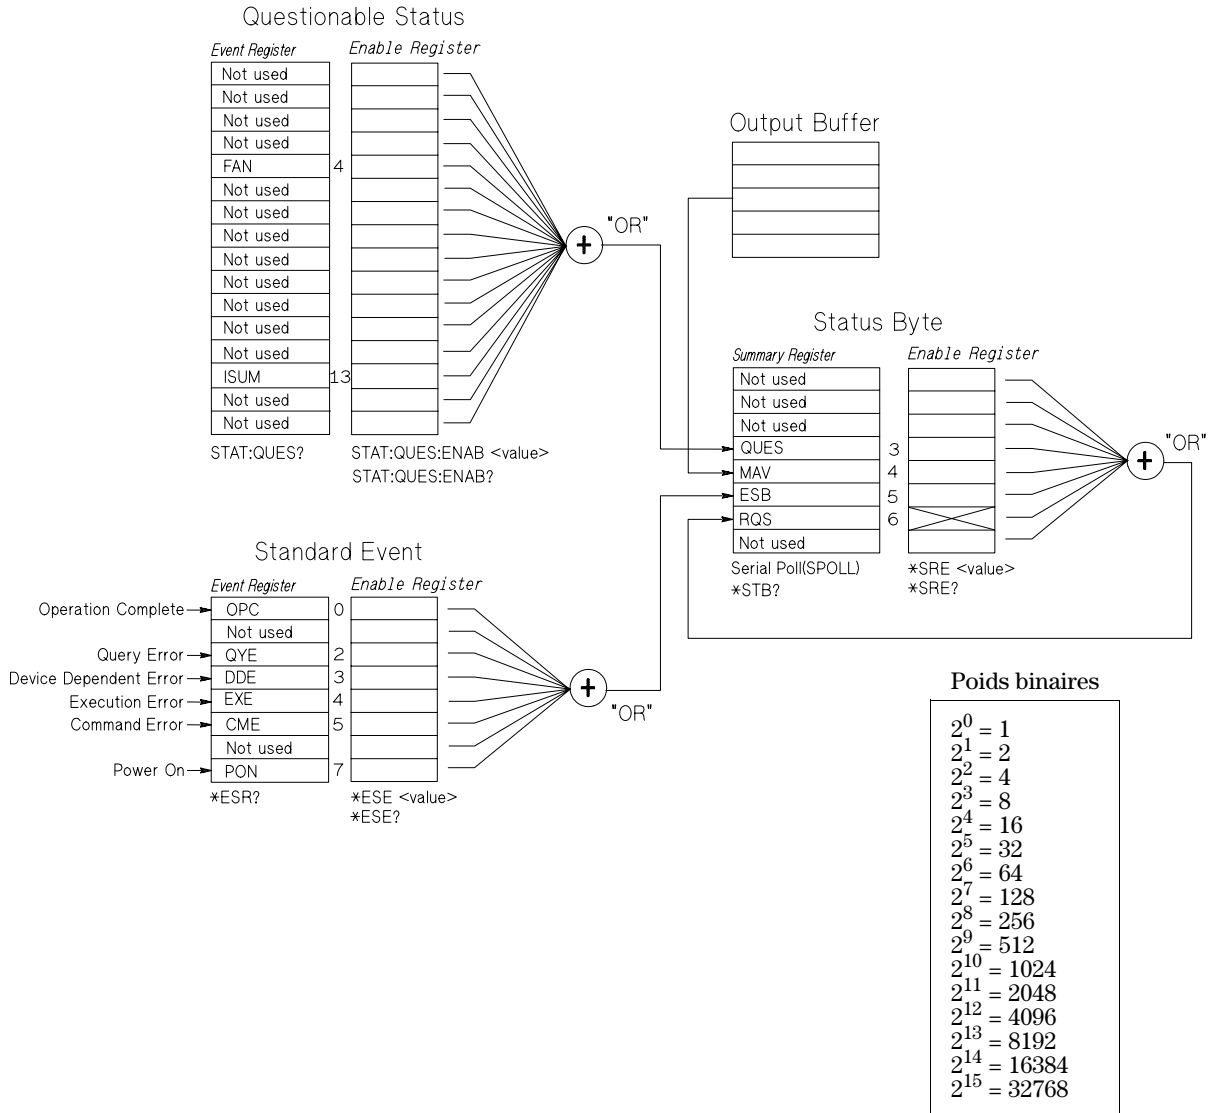 Questionable Status
Event Register
Enable Register
Not used
Not used
Not used
Not used
FAN 4
Not used
Not used
Not used
Not used
Not used
Not used
Not used
Not used
ISUM 13
Not used
Not used
STAT:QUES?
STAT:QUES:ENAB <value>
STAT:QUES:ENAB?
+
"OR"
Output Buffer
Status Byte
Summary Register
Enable Register
Not used
Not used
Not used
QUES 3
MAV 4
ESB 5
RQS 6
Not used
Serial Poll(SPOLL)
*STB?
*SRE <value>
*SRE?
+
"OR"
Standard Event
Event Register
Enable Register
Operation Complete OPC 0
Not used
Query Error QYE 2
Device Dependent Error DDE 3
Execution Error EXE 4
Command Error CME 5
Not used
Power On PON 7
*ESR?
*ESE <value>
*ESE?
+
"OR"
Poids binaires
2^0 = 1
2^1 = 2
2^2 = 4
2^3 = 8
2^4 = 16
2^5 = 32
2^6 = 64
2^7 = 128
2^8 = 256
2^9 = 512
2^10 = 1024
2^11 = 2048
2^12 = 4096
2^13 = 8192
2^14 = 16384
2^15 = 32768